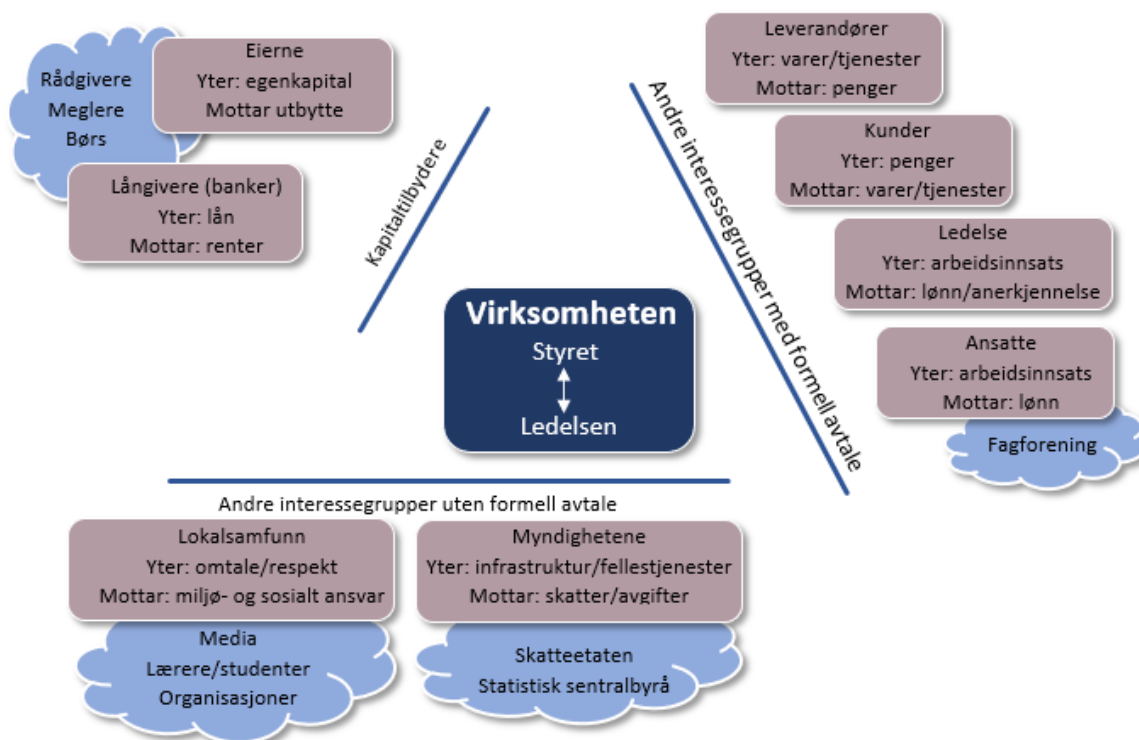 Rådgivere
Meglere
Børs
Eierne
Yter: egenkapital
Mottar utbytte
Långivere (banker)
Yter: lån
Mottar: renter
Kapitaltilbydere
Leverandører
Yter: varer/tjenester
Mottar: penger
Kunder
Yter: penger
Mottar: varer/tjenester
Ledelse
Yter: arbeidsinnsats
Mottar: lønn/anerkjennelse
Ansatte
Yter: arbeidsinnsats
Mottar: lønn
Fagforening
Andre interessegrupper med formell avtale
Virksomheten
Styret
Ledelsen
Andre interessegrupper uten formell avtale
Lokalsamfunn
Yter: omtale/respekt
Mottar: miljø- og sosialt ansvar
Media
Lærere/studenter
Organisasjoner
Myndighetene
Yter: infrastruktur/fellestjenester
Mottar: skatter/avgifter
Skatteetaten
Statistisk sentralbyrå